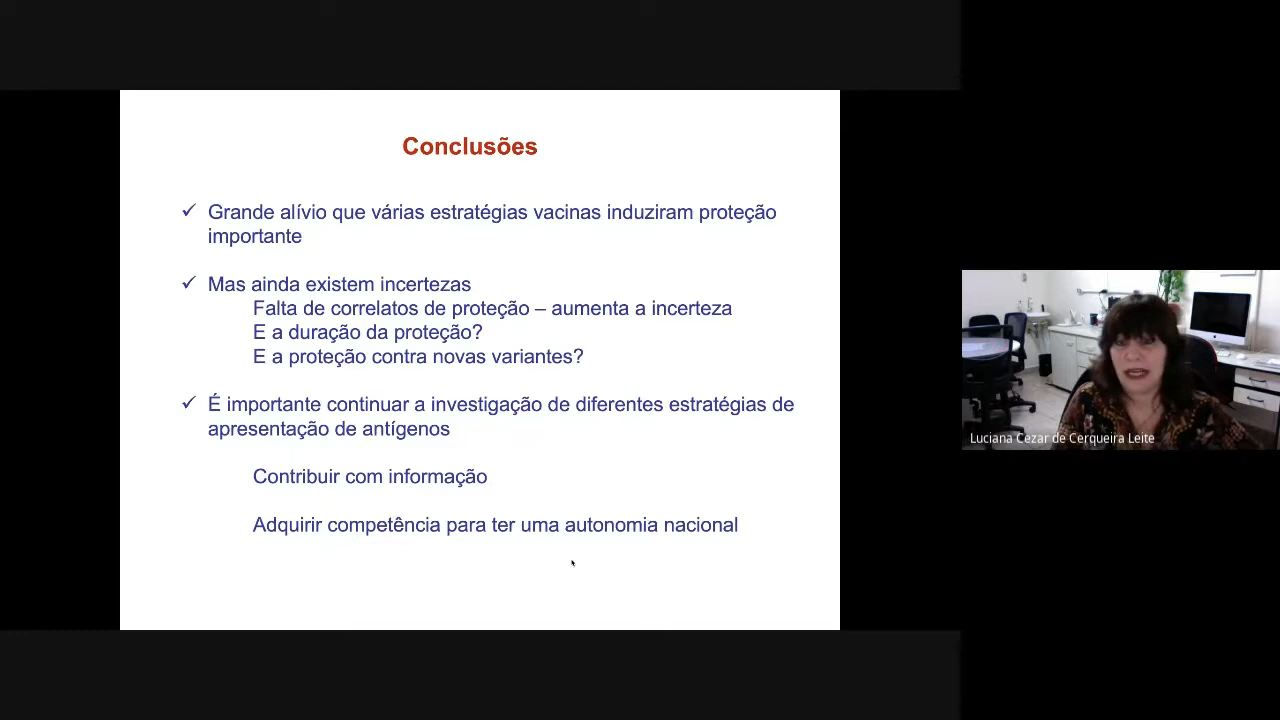 Conclusões
✓ Grande alívio que várias estratégias vacinas induziram proteção
importante
✓ Mas ainda existem incertezas
Falta de correlatos de proteção – aumenta a incerteza
E a duração da proteção?
E a proteção contra novas variantes?
✓ É importante continuar a investigação de diferentes estratégias de
apresentação de antígenos
Contribuir com informação
Adquirir competência para ter uma autonomia nacional
Luciana Cezar de Cerqueira Leite